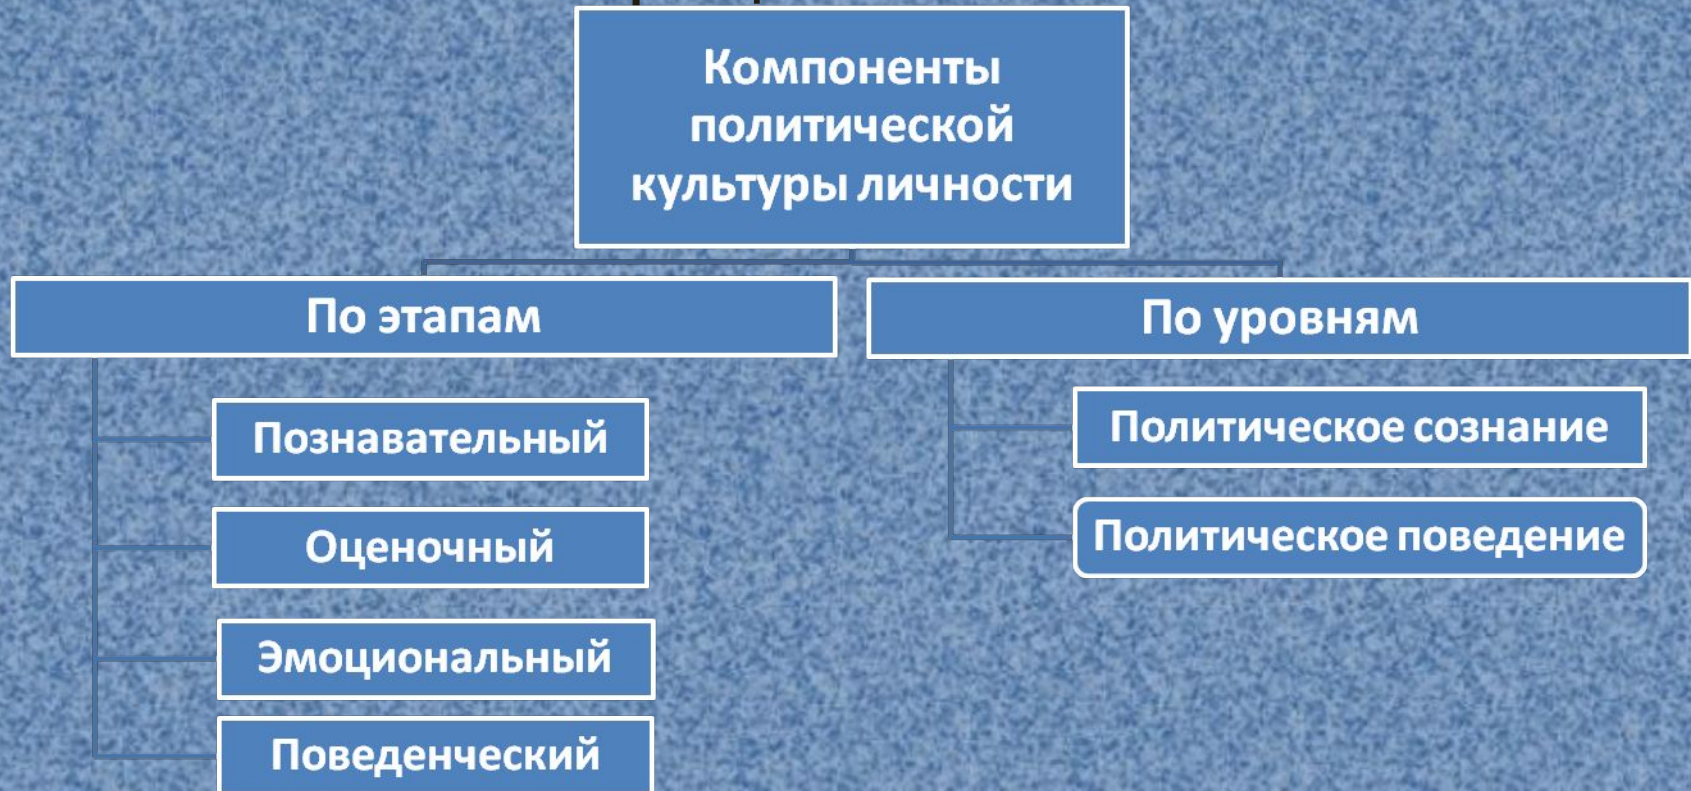 Компоненты
политической
культуры личности
По этапам
По уровням
Познавательный
Оценочный
Эмоциональный
Поведенческий
Политическое сознание
Политическое поведение